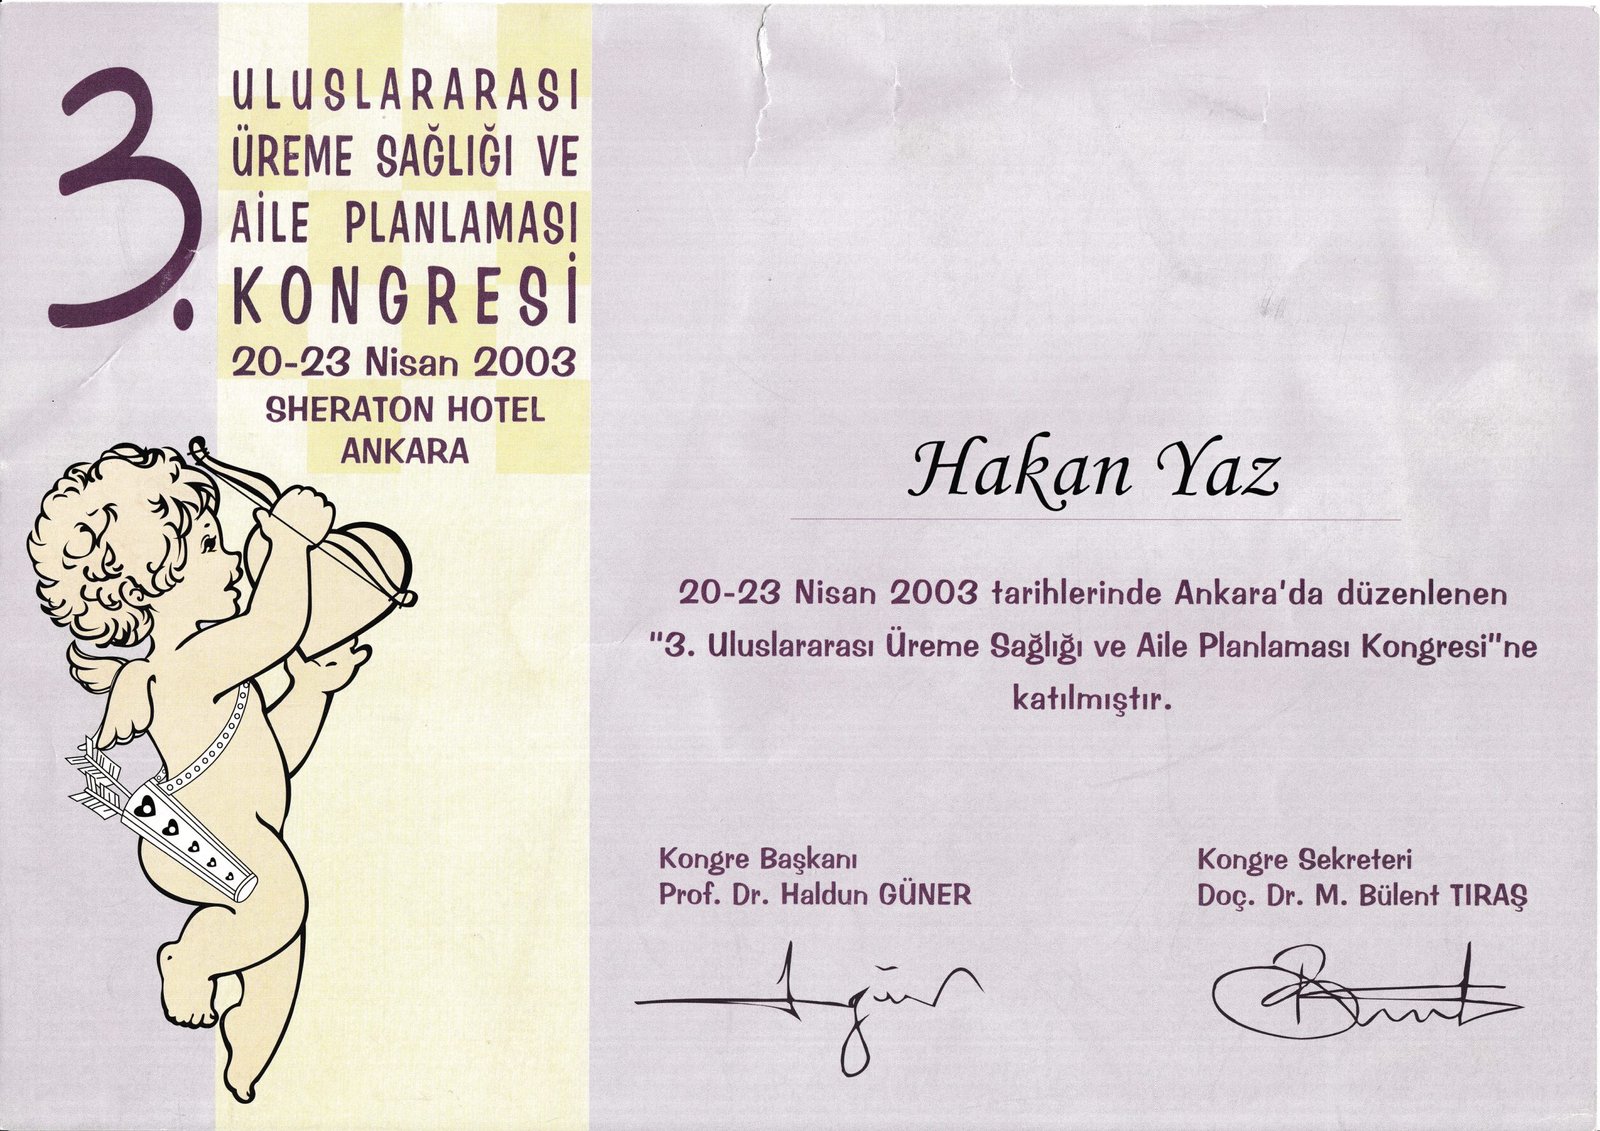 3.
ULUSLARARASI
ÜREME SAĞLIĞI VE
AİLE PLANLAMASI
KONGRESİ
20-23 Nisan 2003
SHERATON HOTEL
ANKARA
Hakan Yaz
20-23 Nisan 2003 tarihlerinde Ankara'da düzenlenen
"3. Uluslararası Üreme Sağlığı ve Aile Planlaması Kongresi"ne
katılmıştır.
Kongre Başkanı
Prof. Dr. Haldun GÜNER
Kongre Sekreteri
Doç. Dr. M. Bülent TIRAŞ